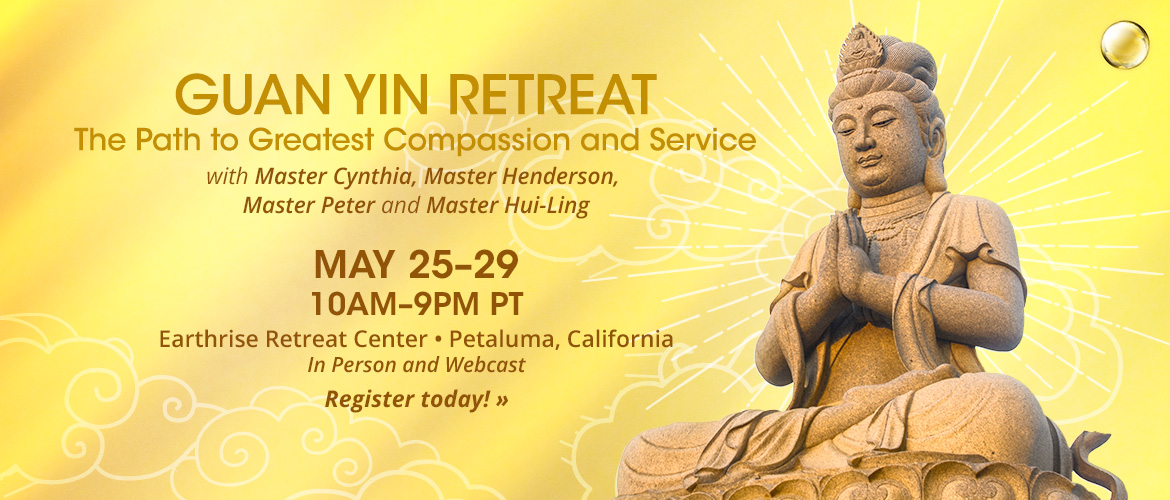 GUAN YIN RETREAT
The Path to Greatest Compassion and Service
with Master Cynthia, Master Henderson,
Master Peter and Master Hui-Ling
MAY 25–29
10AM–9PM PT
Earthrise Retreat Center • Petaluma, California
In Person and Webcast
Register today! »